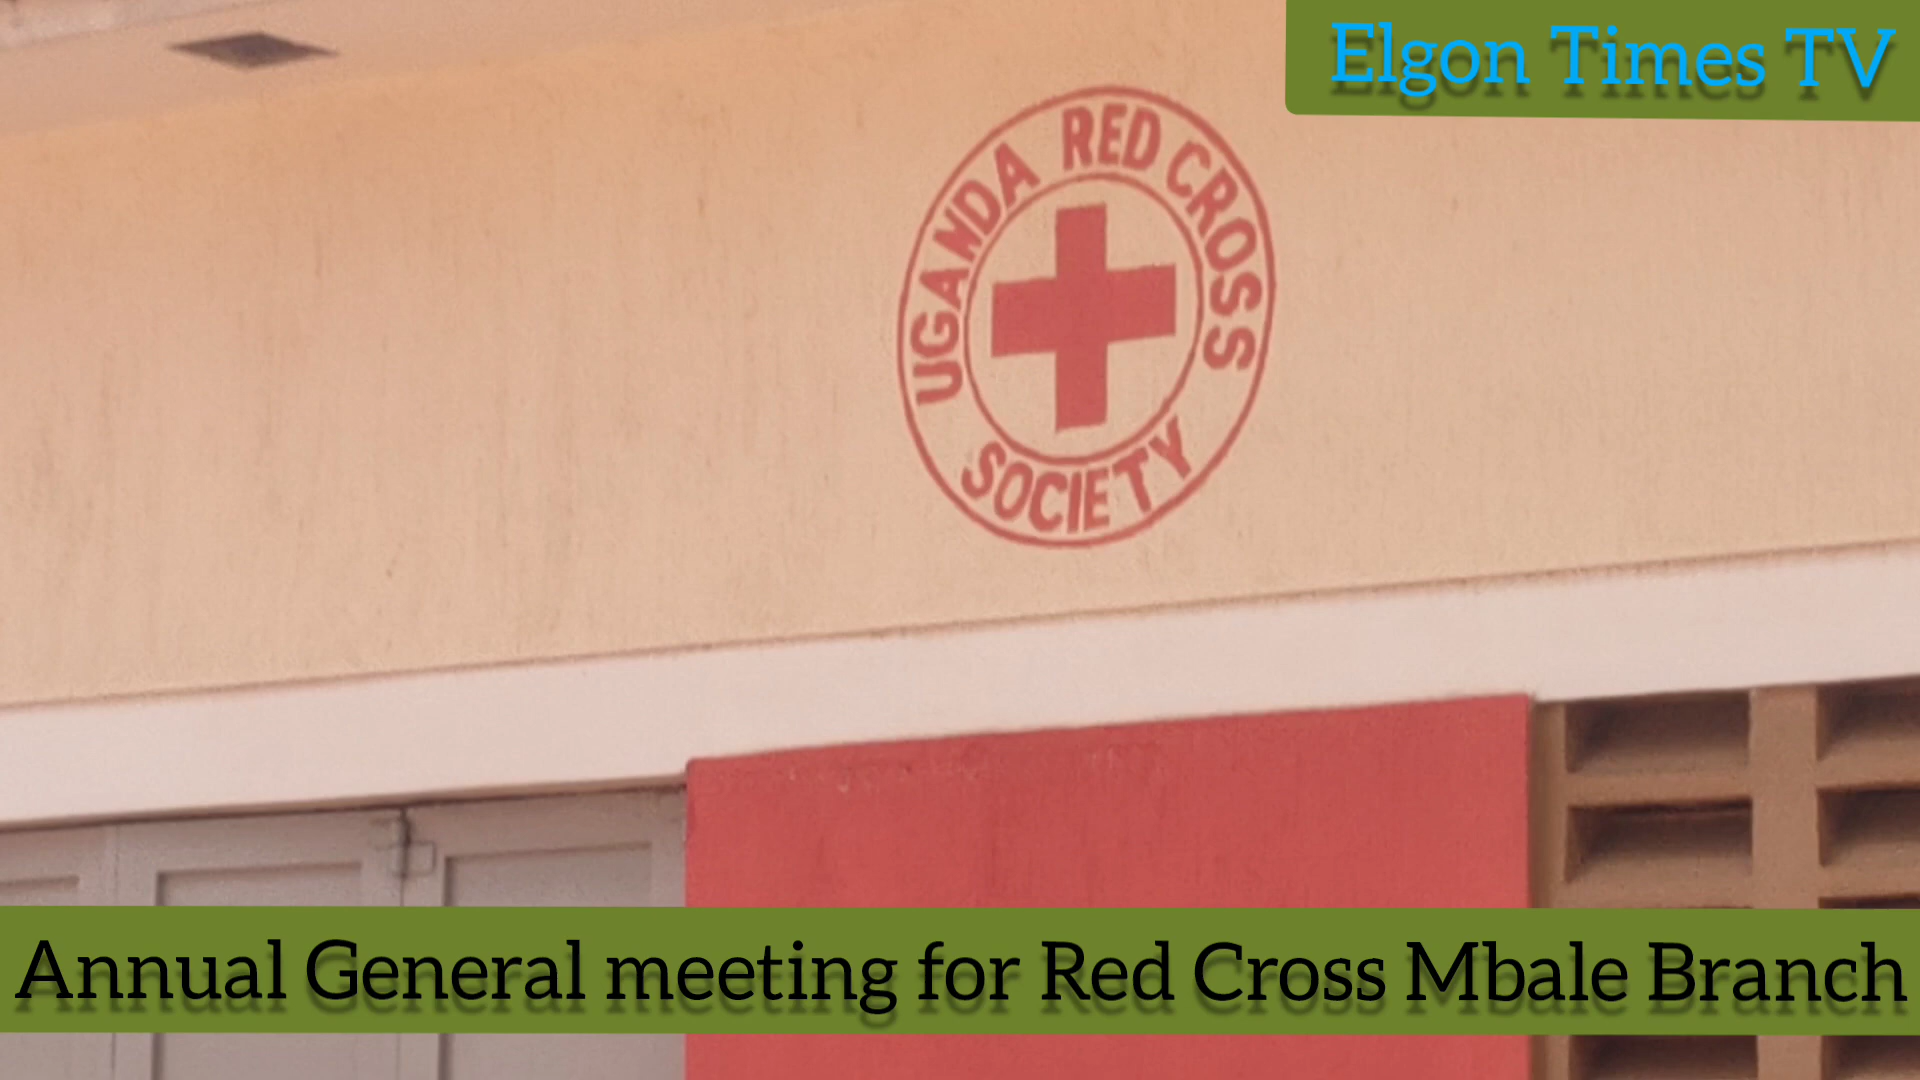 Elgon Times TV
UGANDA RED CROSS
SOCIETY
Annual General meeting for Red Cross Mbale Branch